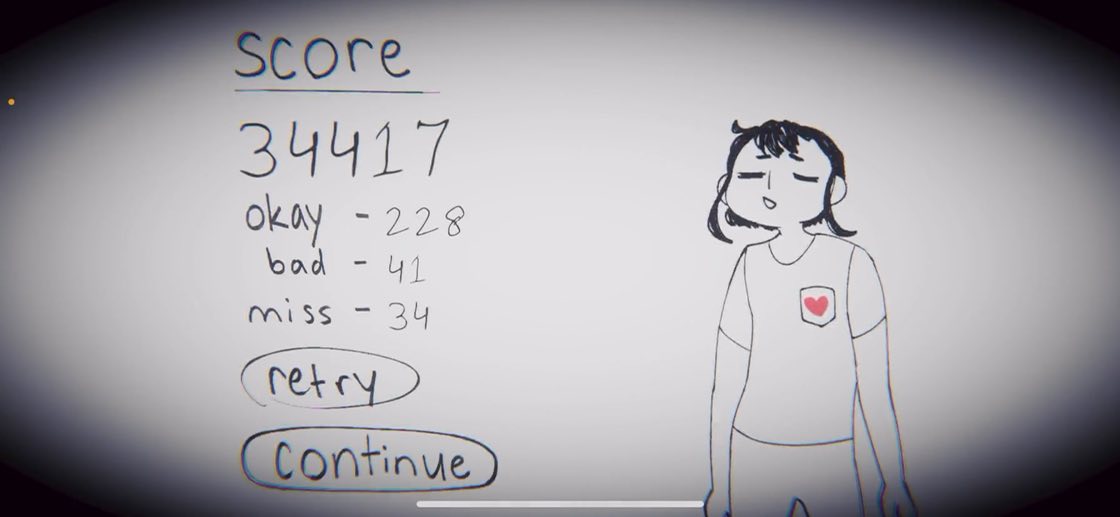 score
34417
okay - 228
bad - 41
miss - 34
retry
continue